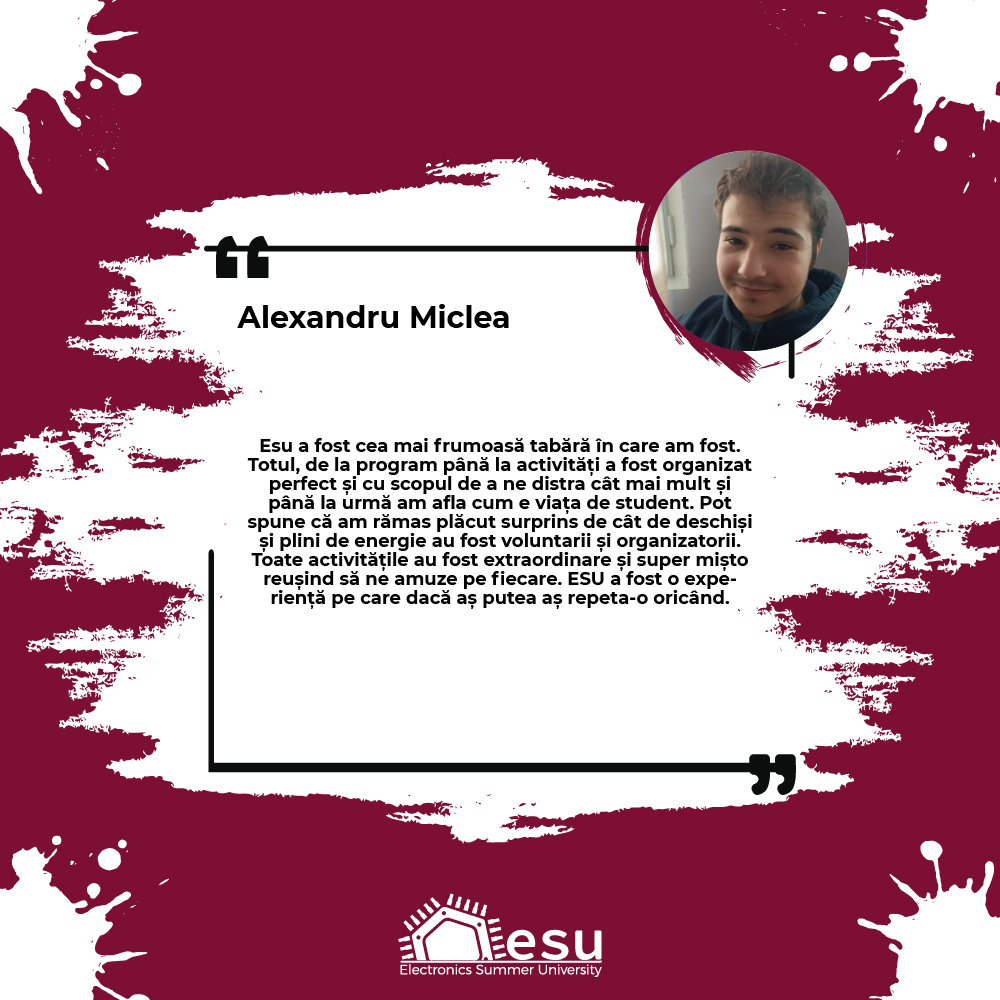 Alexandru Miclea
Esu a fost cea mai frumoasă tabără în care am fost.
Totul, de la program până la activități a fost organizat
perfect și cu scopul de a ne distra cât mai mult și
până la urmă am afla cum e viața de student. Pot
spune că am rămas plăcut surprins de cât de deschiși
și plini de energie au fost voluntarii și organizatorii.
Toate activitățile au fost extraordinare și super mișto
reușind să ne amuze pe fiecare. ESU a fost o expe-
riență pe care dacă aș putea aș repeta-o oricând.
esu
Electronics Summer University